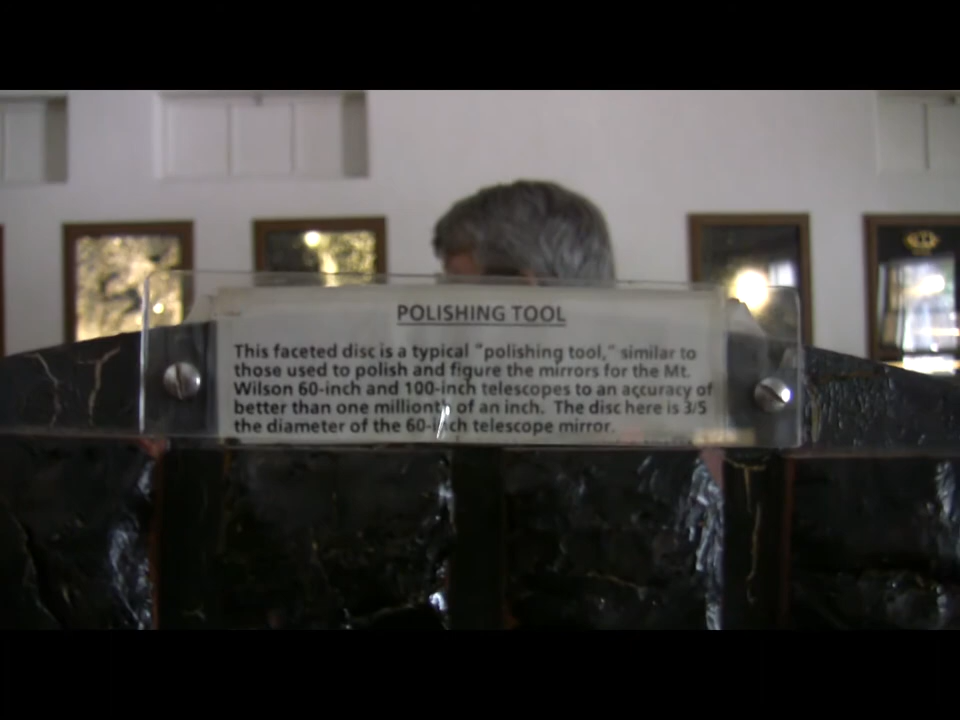 POLISHING TOOL
This faceted disc is a typical "polishing tool," similar to
those used to polish and figure the mirrors for the Mt.
Wilson 60-inch and 100-inch telescopes to an accuracy of
better than one millionth of an inch. The disc here is 3/5
the diameter of the 60-inch telescope mirror.